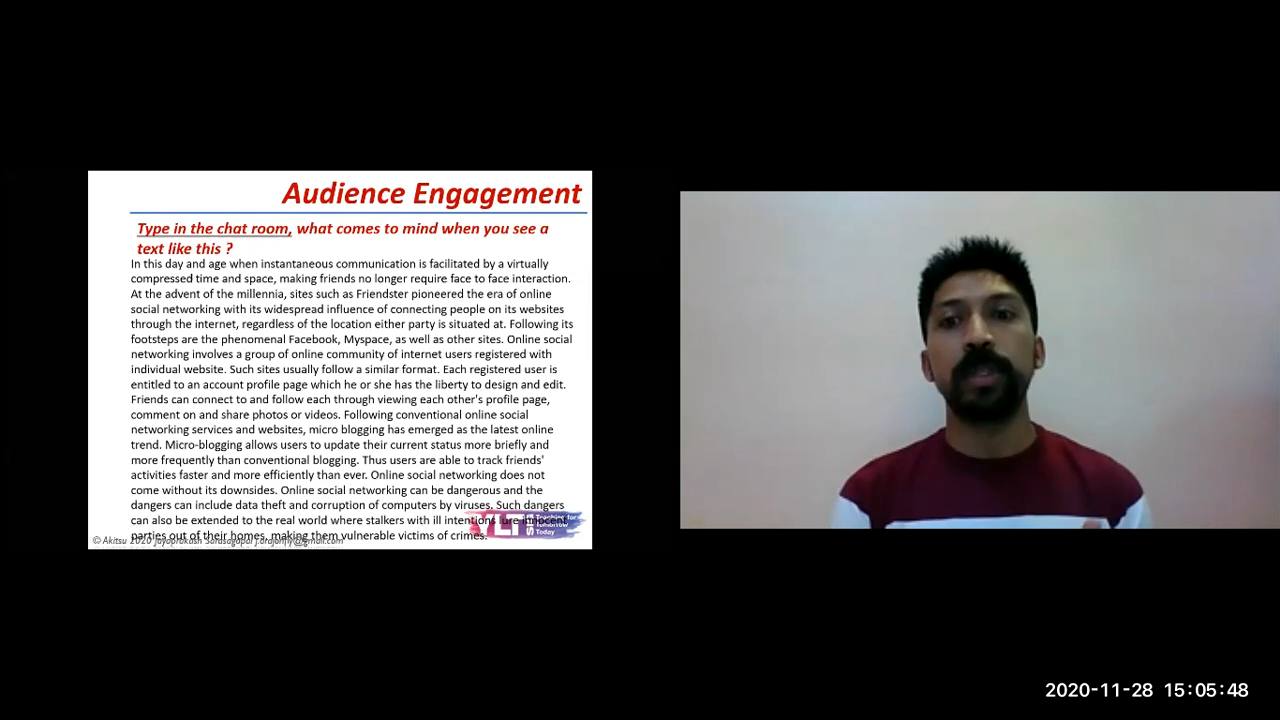 Audience Engagement
Type in the chat room, what comes to mind when you see a
text like this ?
In this day and age when instantaneous communication is facilitated by a virtually
compressed time and space, making friends no longer require face to face interaction.
At the advent of the millennia, sites such as Friendster pioneered the era of online
social networking with its widespread influence of connecting people on its websites
through the internet, regardless of the location either party is situated at. Following its
footsteps are the phenomenal Facebook, Myspace, as well as other sites. Online social
networking involves a group of online community of internet users registered with
individual website. Such sites usually follow a similar format. Each registered user is
entitled to an account profile page which he or she has the liberty to design and edit.
Friends can connect to and follow each through viewing each other's profile page,
comment on and share photos or videos. Following conventional online social
networking services and websites, micro blogging has emerged as the latest online
trend. Micro-blogging allows users to update their current status more briefly and
more frequently than conventional blogging. Thus users are able to track friends'
activities faster and more efficiently than ever. Online social networking does not
come without its downsides. Online social networking can be dangerous and the
dangers can include data theft and corruption of computers by viruses. Such dangers
can also be extended to the real world where stalkers with ill intentions lure innocent
parties out of their homes, making them vulnerable victims of crimes.
YLT
Teaching for
Tomorrow
Today
© Akitsu 2020 Jayaprakash
2020-11-28 15:05:48